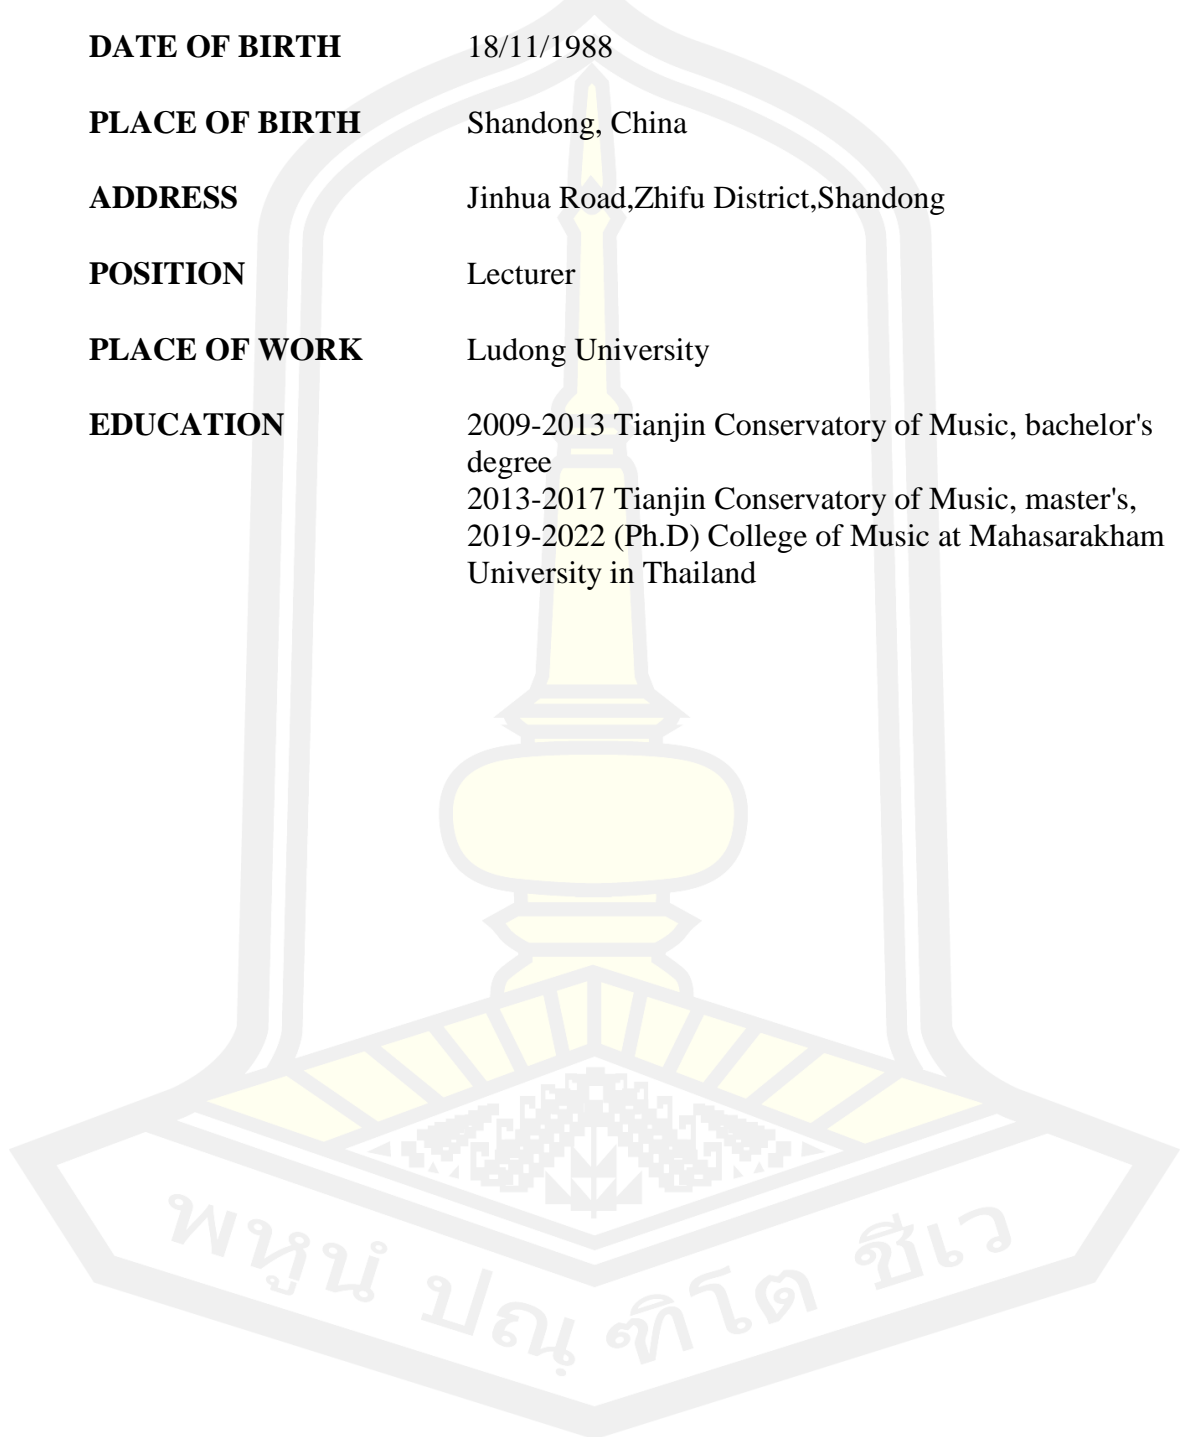 DATE OF BIRTH 18/11/1988
PLACE OF BIRTH Shandong, China
ADDRESS Jinhua Road,Zhifu District,Shandong
POSITION Lecturer
PLACE OF WORK Ludong University
EDUCATION 2009-2013 Tianjin Conservatory of Music, bachelor's
degree
2013-2017 Tianjin Conservatory of Music, master's,
2019-2022 (Ph.D) College of Music at Mahasarakham
University in Thailand
พหูนํ ปณฺฑิโต ชีเว